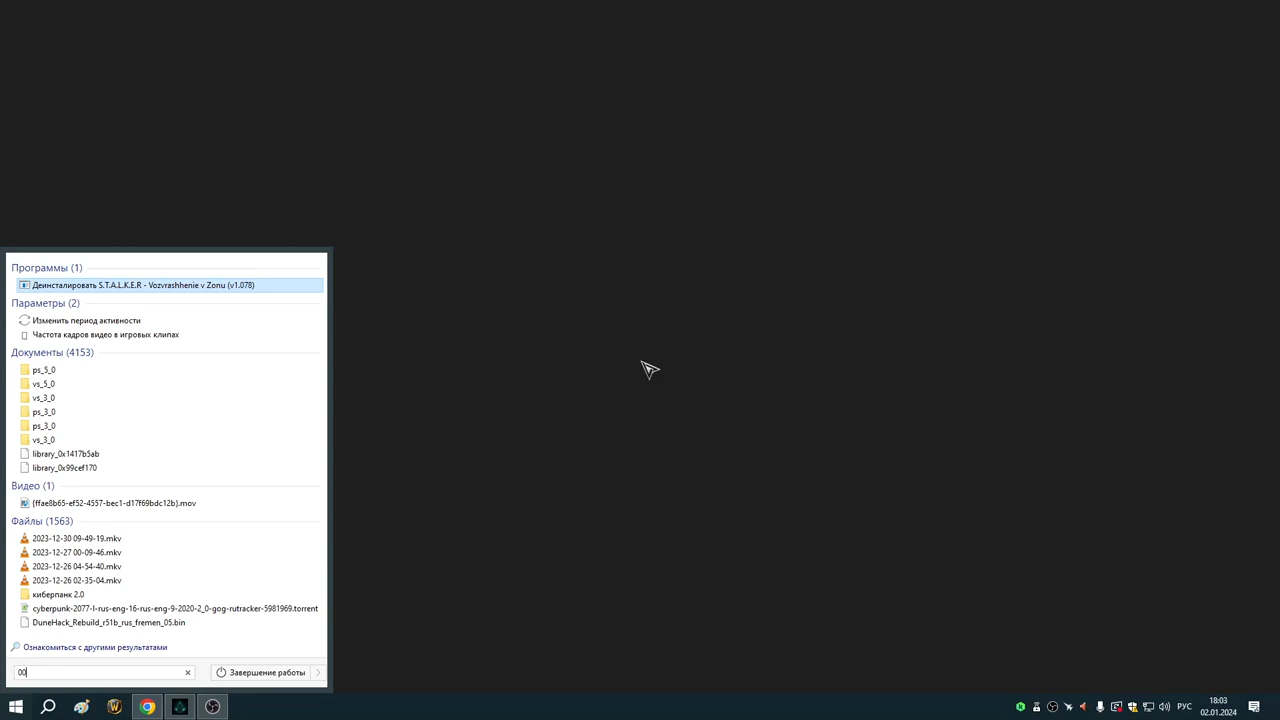 Программы (1)
Деинсталировать S.T.A.L.K.E.R - Vozvrashhenie v Zonu (v1.078)
Параметры (2)
Изменить период активности
Частота кадров видео в игровых клипах
Документы (4153)
ps_5_0
vs_5_0
vs_3_0
ps_3_0
ps_3_0
vs_3_0
library_0x1417b5ab
library_0x99cef170
Видео (1)
{ffae8b65-ef52-4557-bec1-d17f69bdc12b}.mov
Файлы (1563)
2023-12-30 09-49-19.mkv
2023-12-27 00-09-46.mkv
2023-12-26 04-54-40.mkv
2023-12-26 02-35-04.mkv
киберпанк 2.0
cyberpunk-2077-l-rus-eng-16-rus-eng-9-2020-2_0-gog-rutracker-5981969.torrent
DuneHack_Rebuild_r51b_rus_fremen_05.bin
Ознакомиться с другими результатами
00
Завершение работы
РУС
18:03
02.01.2024